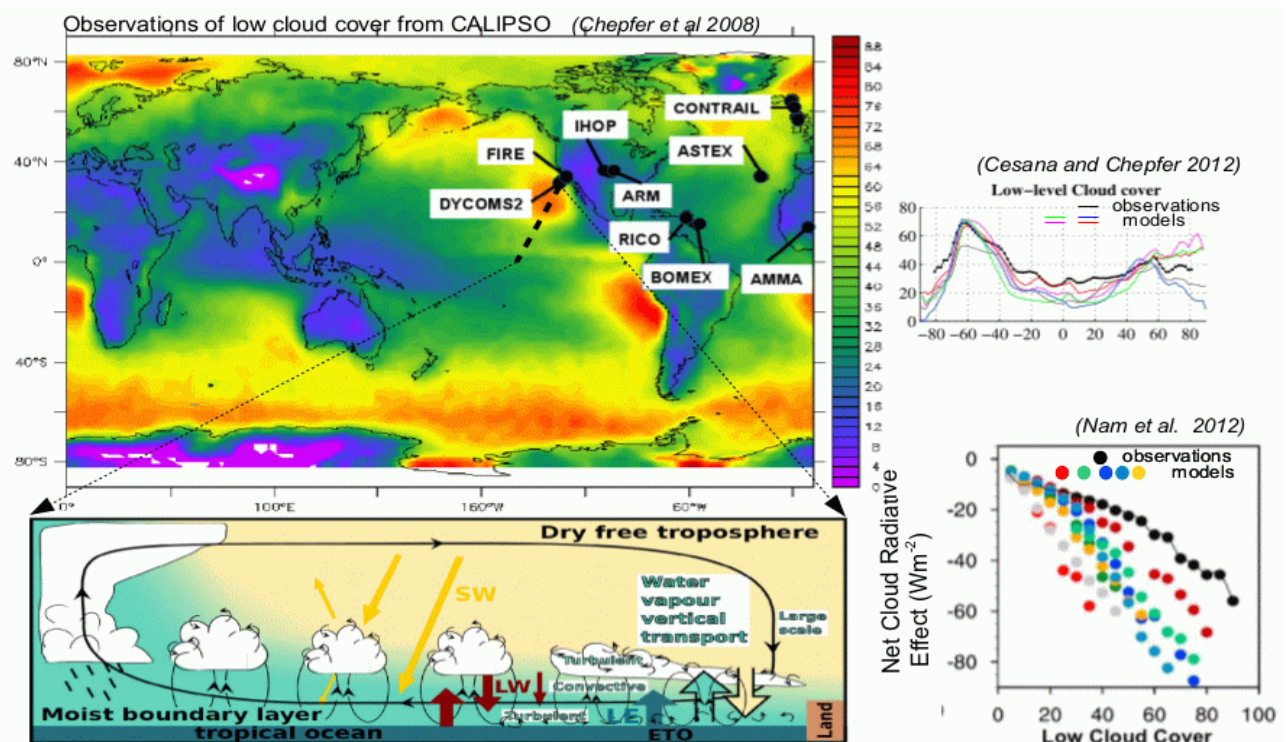 Observations of low cloud cover from CALIPSO (Chepfer et al 2008)
80°N
40°N
0°
40°S
80°S
0°
100°E
160°W
60°W
88
84
80
76
72
68
64
60
56
52
48
44
40
36
32
28
24
20
16
12
8
4
0
CONTRAIL
IHOP
ASTEX
FIRE
DYCOMS2
ARM
RICO
BOMEX
AMMA
Dry free troposphere
SW
Water
vapour
vertical
transport
Large
scale
Turbulent
LW
Convective
Turbulent
LE
Moist boundary layer
tropical ocean
ETO
Land
(Cesana and Chepfer 2012)
Low-level Cloud cover
observations
models
80
60
40
20
0
-80 -60 -40 -20 0 20 40 60 80
(Nam et al. 2012)
observations
models
Net Cloud Radiative
Effect (Wm-2)
0
-20
-40
-60
-80
0 20 40 60 80 100
Low Cloud Cover